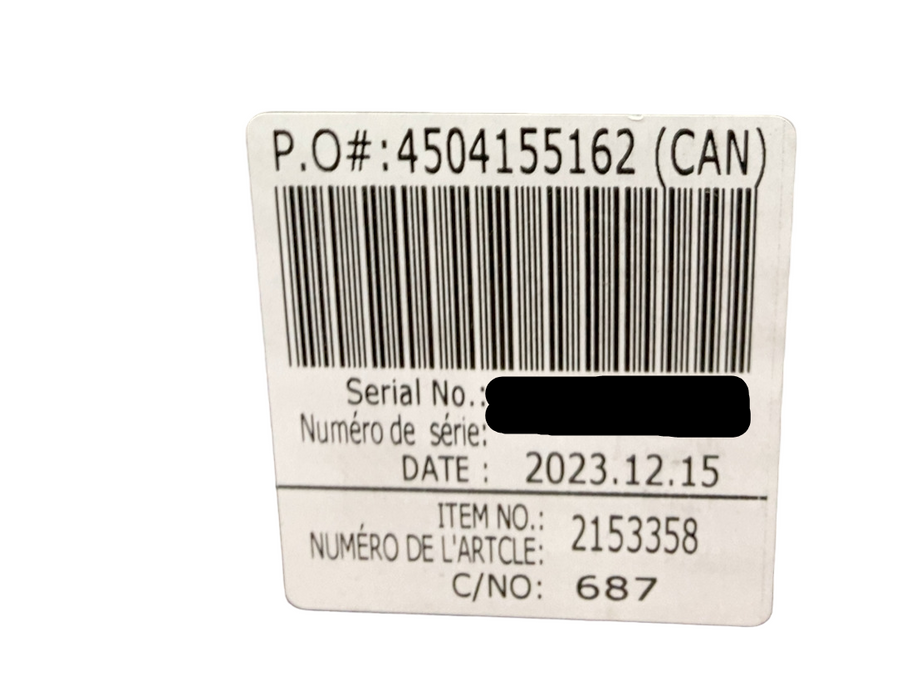 P.O#:4504155162 (CAN)
Serial No.:
Numéro de série:
DATE : 2023.12.15
ITEM NO.:
NUMÉRO DE L'ARTCLE: 2153358
C/NO: 687